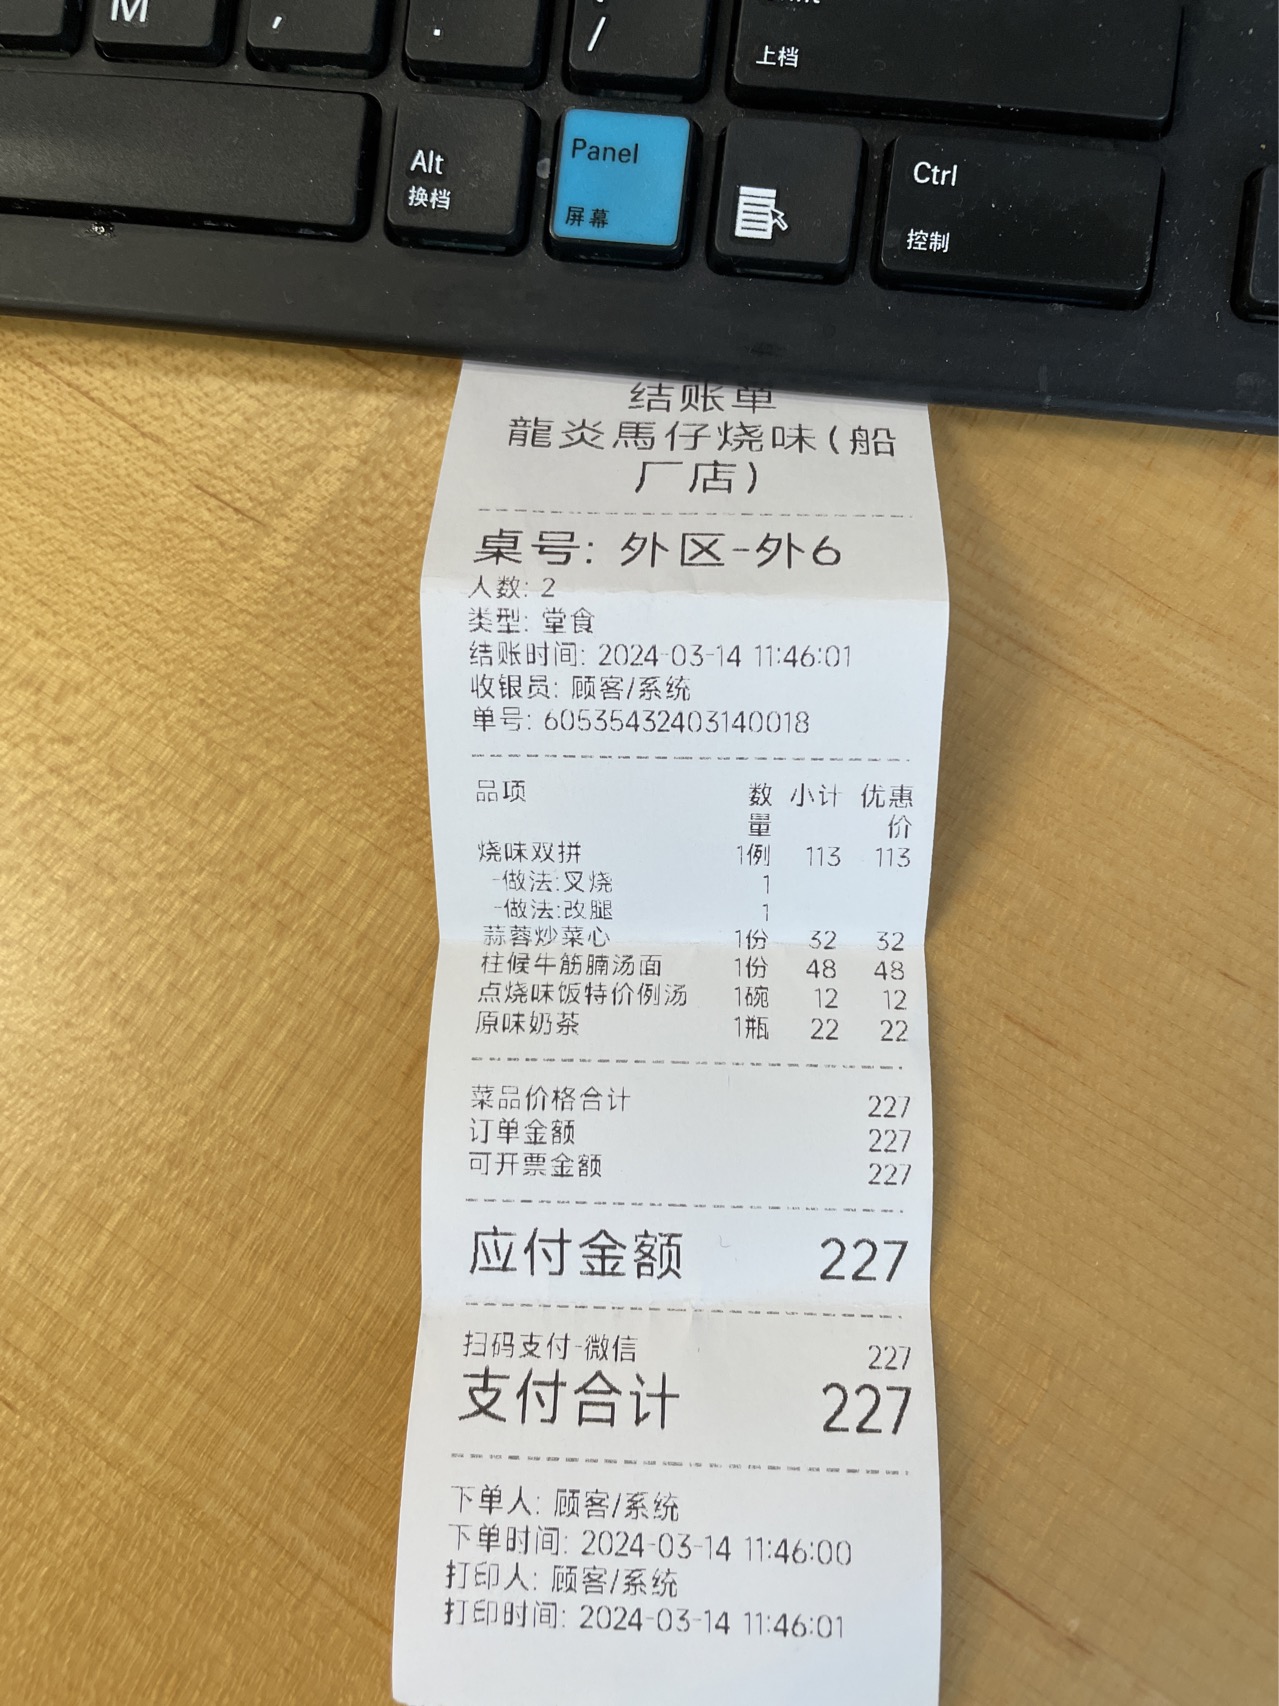 M
,
.
/
上档
Alt
换档
Panel
屏幕
Ctrl
控制
结账单
龍炎馬仔烧味(船
厂店)
桌号: 外区-外6
人数: 2
类型: 堂食
结账时间: 2024-03-14 11:46:01
收银员: 顾客/系统
单号: 605354432403140018
品项 数量 小计 优惠价
烧味双拼 1例 113 113
-做法:叉烧 1
-做法:改腿 1
蒜蓉炒菜心 1份 32 32
柱候牛筋腩汤面 1份 48 48
点烧味饭特价例汤 1碗 12 12
原味奶茶 1瓶 22 22
菜品价格合计 227
订单金额 227
可开票金额 227
应付金额 227
扫码支付-微信 227
支付合计 227
下单人: 顾客/系统
下单时间: 2024-03-14 11:46:00
打印人: 顾客/系统
打印时间: 2024-03-14 11:46:01